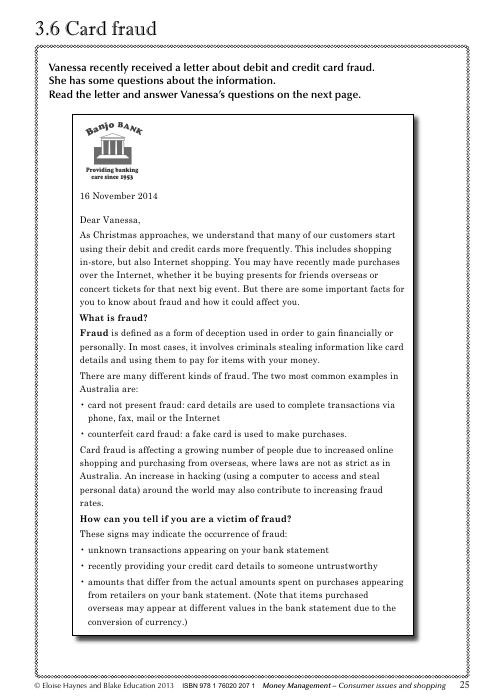 3.6 Card fraud
Vanessa recently received a letter about debit and credit card fraud.
She has some questions about the information.
Read the letter and answer Vanessa's questions on the next page.
Banjo BANK
Providing banking
care since 1953
16 November 2014
Dear Vanessa,
As Christmas approaches, we understand that many of our customers start
using their debit and credit cards more frequently. This includes shopping
in-store, but also Internet shopping. You may have recently made purchases
over the Internet, whether it be buying presents for friends overseas or
concert tickets for that next big event. But there are some important facts for
you to know about fraud and how it could affect you.
What is fraud?
Fraud is defined as a form of deception used in order to gain financially or
personally. In most cases, it involves criminals stealing information like card
details and using them to pay for items with your money.
There are many different kinds of fraud. The two most common examples in
Australia are:
• card not present fraud: card details are used to complete transactions via
phone, fax, mail or the Internet
• counterfeit card fraud: a fake card is used to make purchases.
Card fraud is affecting a growing number of people due to increased online
shopping and purchasing from overseas, where laws are not as strict as in
Australia. An increase in hacking (using a computer to access and steal
personal data) around the world may also contribute to increasing fraud
rates.
How can you tell if you are a victim of fraud?
These signs may indicate the occurrence of fraud:
• unknown transactions appearing on your bank statement
• recently providing your credit card details to someone untrustworthy
• amounts that differ from the actual amounts spent on purchases appearing
from retailers on your bank statement. (Note that items purchased
overseas may appear at different values in the bank statement due to the
conversion of currency.)
© Eloise Haynes and Blake Education 2013 ISBN 978 1 76020 207 1 Money Management – Consumer issues and shopping 25